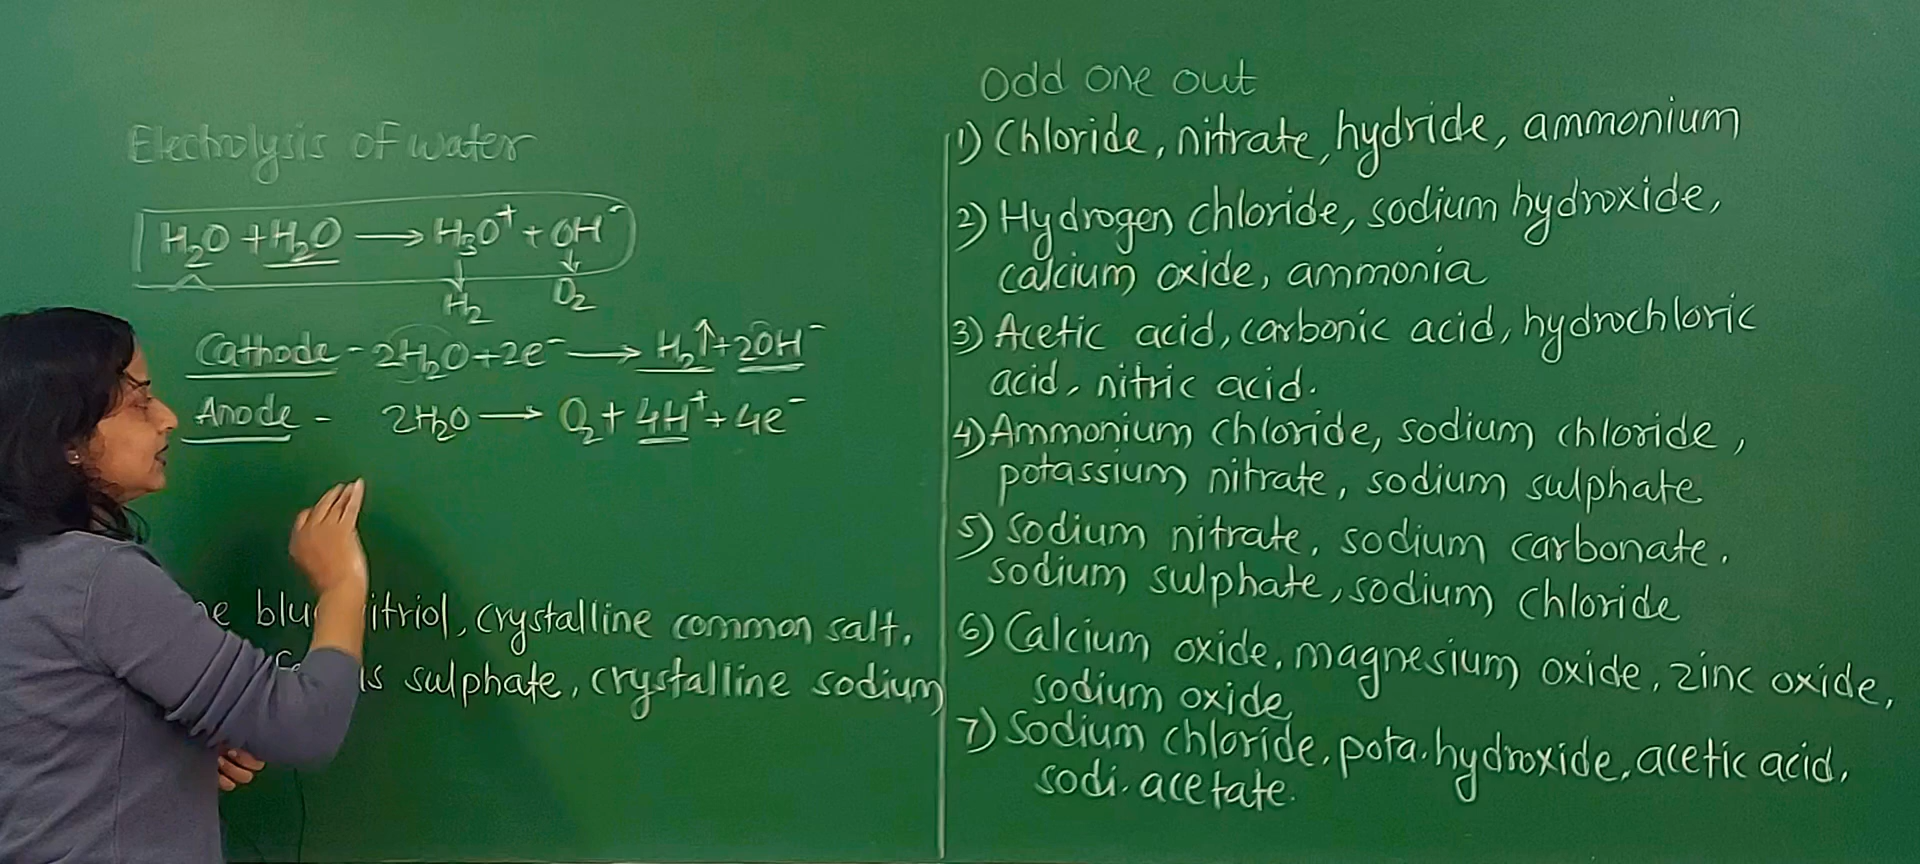 Electrolysis of water
H₂O + H₂O ⟶ H₃O⁺ + OH⁻
H₂ O₂
Cathode - 2H₂O + 2e⁻ ⟶ H₂↑ + 2OH⁻
Anode - 2H₂O ⟶ O₂ + 4H⁺ + 4e⁻
crystalline common salt,
sulphate, crystalline sodium
Odd one out
1) Chloride, nitrate, hydride, ammonium
2) Hydrogen chloride, sodium hydroxide,
calcium oxide, ammonia
3) Acetic acid, carbonic acid, hydrochloric
acid, nitric acid.
4) Ammonium chloride, sodium chloride,
potassium nitrate, sodium sulphate
5) Sodium nitrate, sodium carbonate,
sodium sulphate, sodium chloride
6) Calcium oxide, magnesium oxide, zinc oxide,
sodium oxide,
7) Sodium chloride, pota. hydroxide, acetic acid,
sodi. acetate.